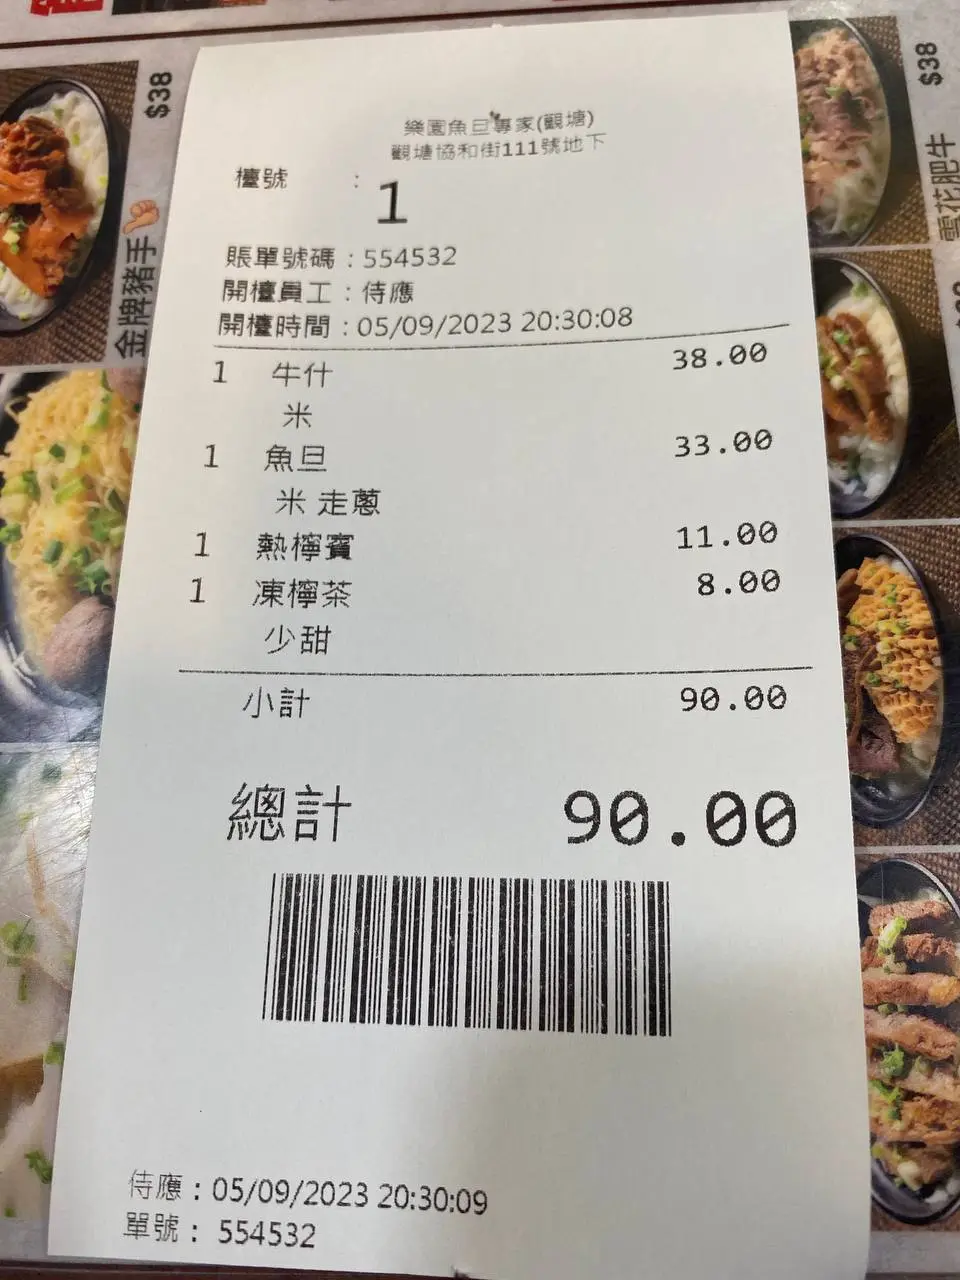 樂園魚旦專家(觀塘)
觀塘協和街111號地下
檯號 : 1
賬單號碼 : 554532
開檯員工 : 侍應
開檯時間 : 05/09/2023 20:30:08
1 牛什 38.00
米
1 魚旦 33.00
米 走蔥
1 熱檸賓 11.00
1 凍檸茶 8.00
少甜
小計 90.00
總計 90.00
侍應 : 05/09/2023 20:30:09
單號 : 554532
$38
金牌豬手
$38
雪花肥牛